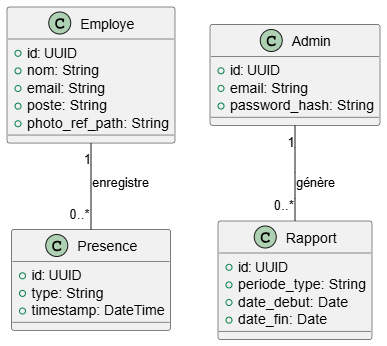 C Employe
id: UUID
nom: String
email: String
poste: String
photo_ref_path: String
1
enregistre
0..*
C Presence
id: UUID
type: String
timestamp: DateTime
C Admin
id: UUID
email: String
password_hash: String
1
génère
0..*
C Rapport
id: UUID
periode_type: String
date_debut: Date
date_fin: Date